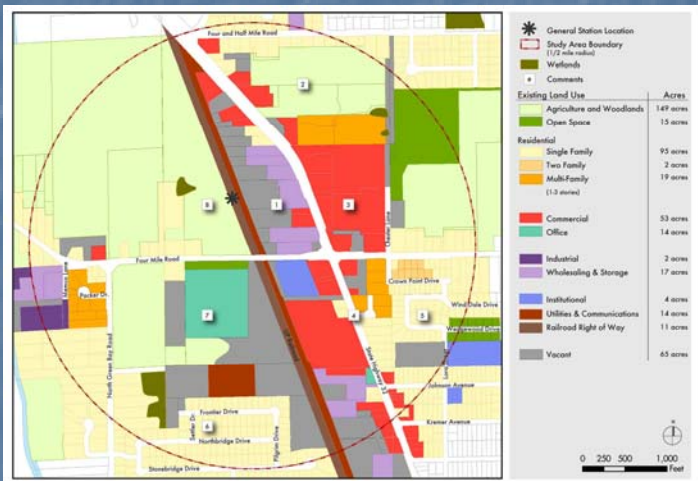 Four and Half Mile Road
2
8
1
3
Chester Lane
Four Mile Road
Crown Point Drive
Packer Dr.
Wind Dale Drive
7
4
5
Wedgewood Drive
North Green Bay Road
State Highway 32
Johnson Avenue
Frontier Drive
Kremer Avenue
6
Northbridge Drive
Pilgrim Drive
Stonebridge Drive
General Station Location
Study Area Boundary
(1/2 mile radius)
Wetlands
# Comments
Existing Land Use Acres
Agriculture and Woodlands 149 acres
Open Space 15 acres
Residential
Single Family 95 acres
Two Family 2 acres
Multi-Family 19 acres
(1-3 stories)
Commercial 53 acres
Office 14 acres
Industrial 2 acres
Wholesaling & Storage 17 acres
Institutional 4 acres
Utilities & Communications 14 acres
Railroad Right of Way 11 acres
Vacant 65 acres
0 250 500 1,000
Feet